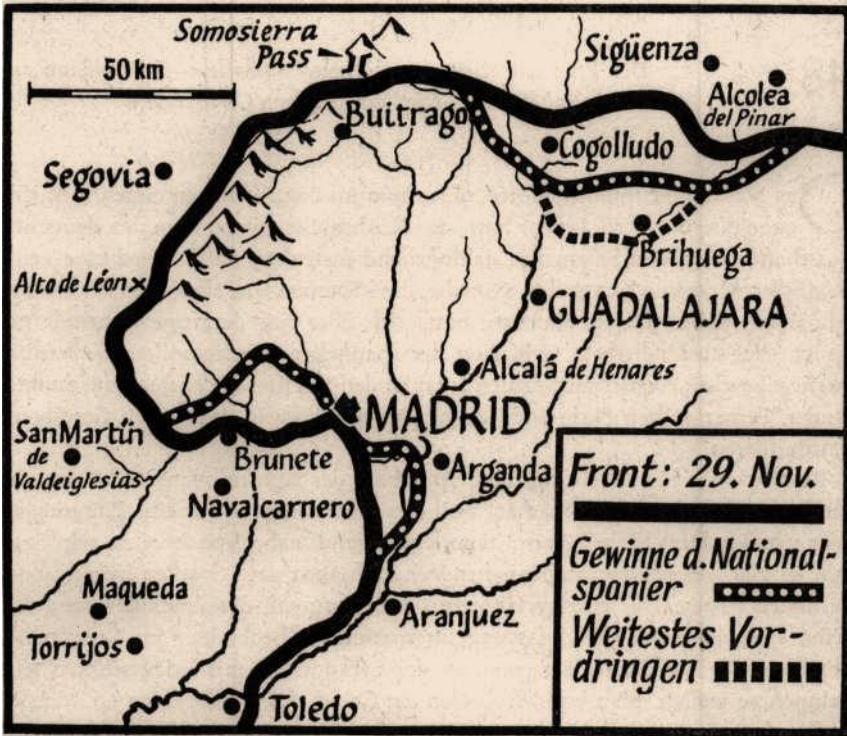 Somosierra
Pass
50 km
Sigüenza
Alcolea
del Pinar
Buitrago
Cogolludo
Segovia
Brihuega
Alto de Léon
GUADALAJARA
Alcalá de Henares
MADRID
San Martín
de
Valdeiglesias
Brunete
Arganda
Navalcarnero
Maqueda
Aranjuez
Torrijos
Toledo
Front: 29. Nov.
Gewinne d. National-
spanier
Weitestes Vor-
dringen